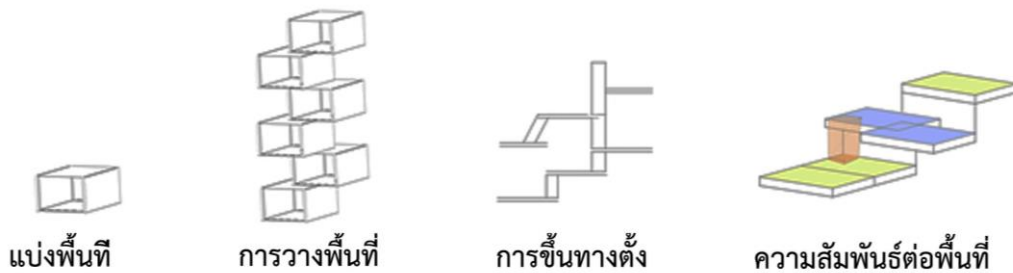 แบ่งพื้นที่
การวางพื้นที่
การขึ้นทางตั้ง
ความสัมพันธ์ต่อพื้นที่